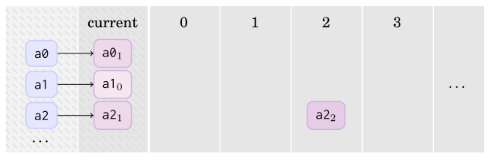 current 0 1 2 3
a0 a0₁
a1 a1₀ ...
a2 a2₁ a2₂
...